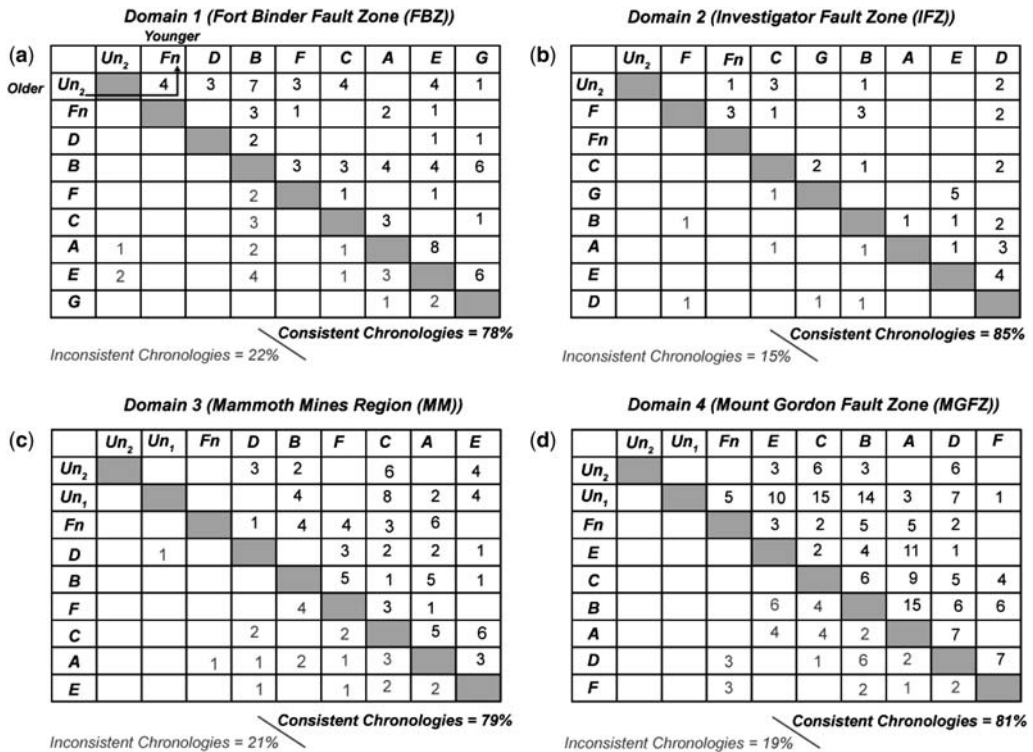 Domain 1 (Fort Binder Fault Zone (FBZ))
(a) Younger
Un2 Fn D B F C A E G
Older Un2 4 3 7 3 4 4 1
Fn 3 1 2 1
D 2 1 1
B 3 3 4 4 6
F 2 1 1
C 3 3 1
A 1 2 1 8
E 2 4 1 3 6
G 1 2
Consistent Chronologies = 78%
Inconsistent Chronologies = 22%
Domain 2 (Investigator Fault Zone (IFZ))
(b)
Un2 F Fn C G B A E D
Un2 1 3 1 2
F 3 1 3 2
Fn
C 2 1 2
G 1 5
B 1 1 1 2
A 1 1 1 3
E 4
D 1 1 1
Consistent Chronologies = 85%
Inconsistent Chronologies = 15%
Domain 3 (Mammoth Mines Region (MM))
(c)
Un2 Un1 Fn D B F C A E
Un2 3 2 6 4
Un1 4 8 2 4
Fn 1 4 4 3 6
D 1 3 2 2 1
B 5 1 5 1
F 4 3 1
C 2 2 5 6
A 1 1 2 1 3 3
E 1 1 2 2
Consistent Chronologies = 79%
Inconsistent Chronologies = 21%
Domain 4 (Mount Gordon Fault Zone (MGFZ))
(d)
Un2 Un1 Fn E C B A D F
Un2 3 6 3 6
Un1 5 10 15 14 3 7 1
Fn 3 2 5 5 2
E 2 4 11 1
C 6 9 5 4
B 6 4 15 6 6
A 4 4 2 7
D 3 1 6 2 7
F 3 2 1 2
Consistent Chronologies = 81%
Inconsistent Chronologies = 19%